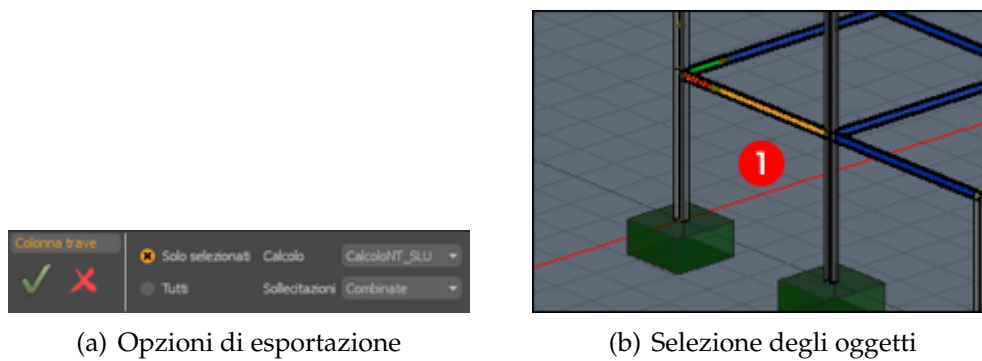 Colonna trave
Solo selezionati Calcolo CalcoloNT_SLU
Tutti Sollecitazioni Combinate
1
(a) Opzioni di esportazione
(b) Selezione degli oggetti